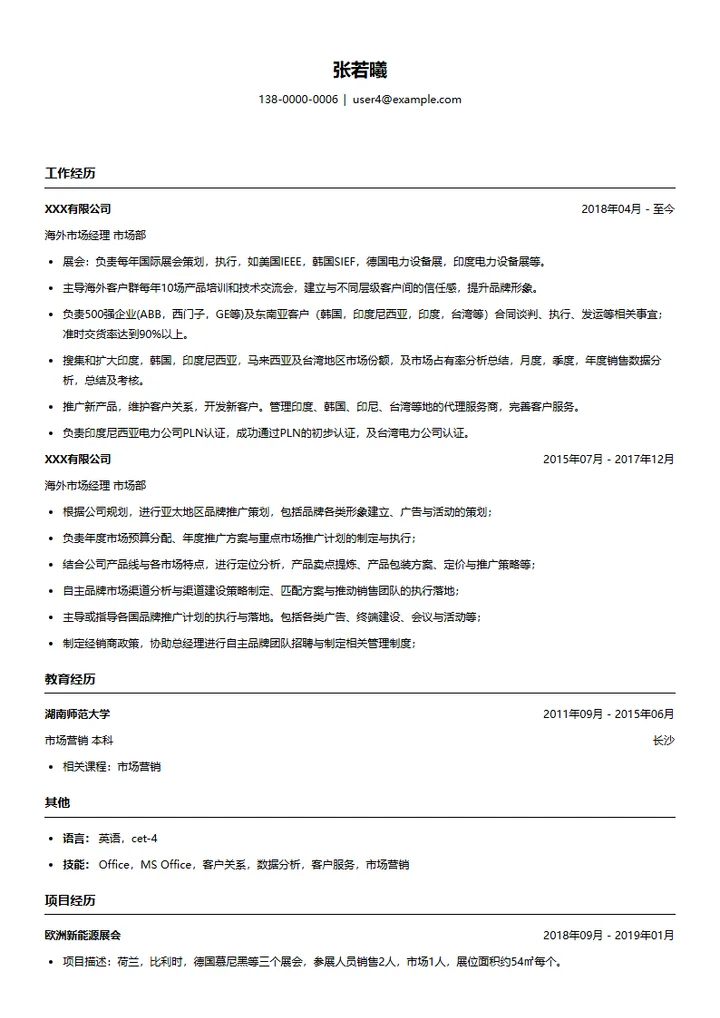 张若曦
138-0000-0006 | user4@example.com
工作经历
XXX有限公司 2018年04月 - 至今
海外市场经理 市场部
• 展会：负责每年国际展会策划，执行，如美国IEEE，韩国SIEF，德国电力设备展，印度电力设备展等。
• 主导海外客户群每年10场产品培训和技术交流会，建立与不同层级客户间的信任感，提升品牌形象。
• 负责500强企业(ABB，西门子，GE等)及东南亚客户（韩国，印度尼西亚，印度，台湾等）合同谈判、执行、发运等相关事宜；
准时交货率达到90%以上。
• 搜集和扩大印度，韩国，印度尼西亚，马来西亚及台湾地区市场份额，及市场占有率分析总结，月度，季度，年度销售数据分
析，总结及考核。
• 推广新产品，维护客户关系，开发新客户。管理印度、韩国、印尼、台湾等地的代理服务商，完善客户服务。
• 负责印度尼西亚电力公司PLN认证，成功通过PLN的初步认证，及台湾电力公司认证。
XXX有限公司 2015年07月 - 2017年12月
海外市场经理 市场部
• 根据公司规划，进行亚太地区品牌推广策划，包括品牌各类形象建立、广告与活动的策划；
• 负责年度市场预算分配、年度推广方案与重点市场推广计划的制定与执行；
• 结合公司产品线与各市场特点，进行定位分析，产品卖点提炼、产品包装方案、定价与推广策略等；
• 自主品牌市场渠道分析与渠道建设策略制定、匹配方案与推动销售团队的执行落地；
• 主导或指导各国品牌推广计划的执行与落地。包括各类广告、终端建设、会议与活动等；
• 制定经销商政策，协助总经理进行自主品牌团队招聘与制定相关管理制度；
教育经历
湖南师范大学 2011年09月 - 2015年06月
市场营销 本科 长沙
• 相关课程：市场营销
其他
• 语言： 英语，cet-4
• 技能： Office，MS Office，客户关系，数据分析，客户服务，市场营销
项目经历
欧洲新能源展会 2018年09月 - 2019年01月
• 项目描述：荷兰，比利时，德国慕尼黑等三个展会，参展人员销售2人，市场1人，展位面积约54㎡每个。